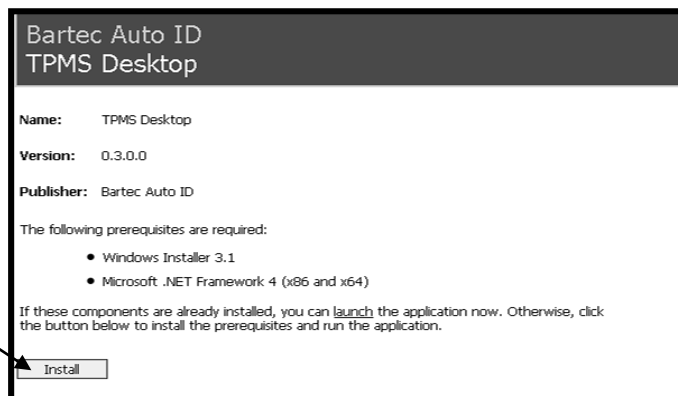 Bartec Auto ID
TPMS Desktop
Name: TPMS Desktop
Version: 0.3.0.0
Publisher: Bartec Auto ID
The following prerequisites are required:
• Windows Installer 3.1
• Microsoft .NET Framework 4 (x86 and x64)
If these components are already installed, you can launch the application now. Otherwise, click
the button below to install the prerequisites and run the application.
Install